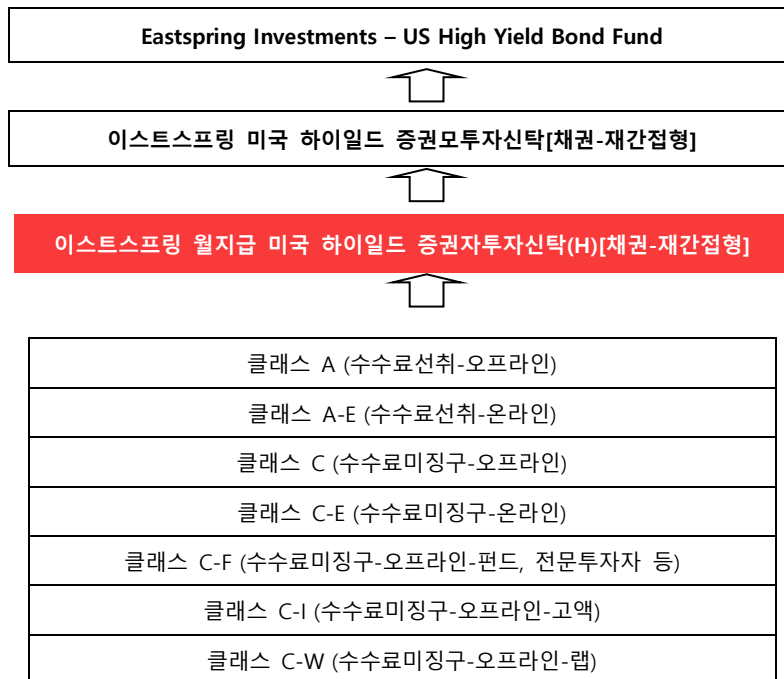 Eastspring Investments – US High Yield Bond Fund
이스트스프링 미국 하이일드 증권모투자신탁[채권-재간접형]
이스트스프링 월지급 미국 하이일드 증권자투자신탁(H)[채권-재간접형]
클래스 A (수수료선취-오프라인)
클래스 A-E (수수료선취-온라인)
클래스 C (수수료미징구-오프라인)
클래스 C-E (수수료미징구-온라인)
클래스 C-F (수수료미징구-오프라인-펀드, 전문투자자 등)
클래스 C-I (수수료미징구-오프라인-고액)
클래스 C-W (수수료미징구-오프라인-랩)